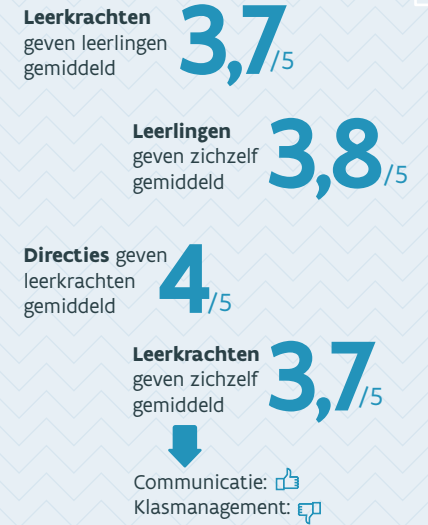 Leerkrachten
geven leerlingen
gemiddeld
3,7/5
Leerlingen
geven zichzelf
gemiddeld
3,8/5
Directies geven
leerkrachten
gemiddeld
4/5
Leerkrachten
geven zichzelf
gemiddeld
3,7/5
Communicatie:
Klasmanagement: